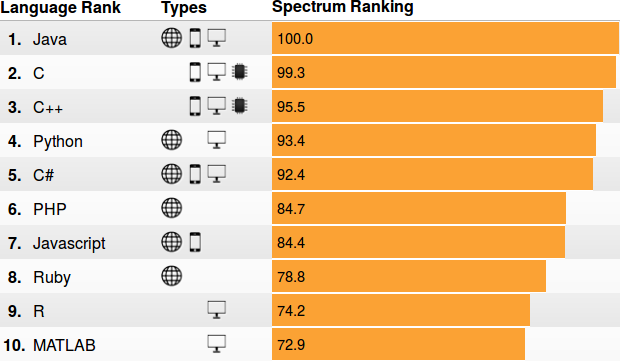 Language Rank Types Spectrum Ranking
1. Java 100.0
2. C 99.3
3. C++ 95.5
4. Python 93.4
5. C# 92.4
6. PHP 84.7
7. Javascript 84.4
8. Ruby 78.8
9. R 74.2
10. MATLAB 72.9